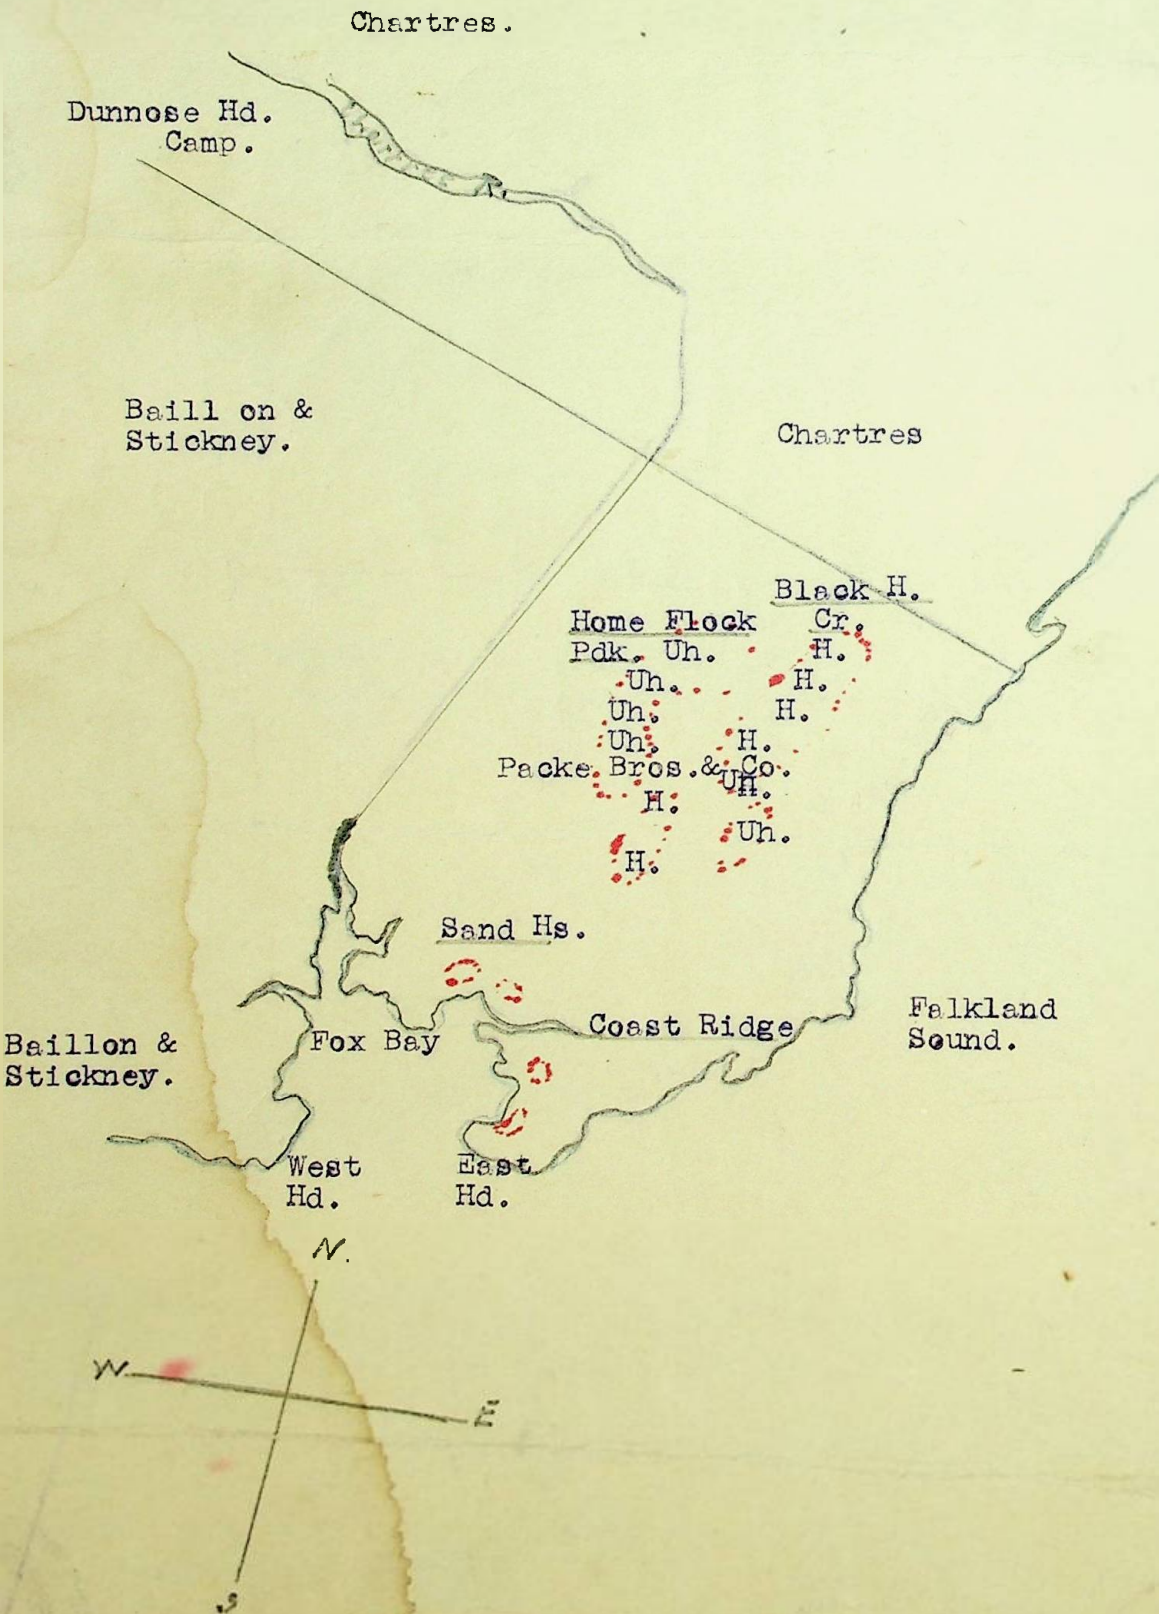 Chartres.
Dunnose Hd.
Camp.
Chartres R.
Baill on &
Stickney.
Chartres
Black H.
Cr.
Home Flock
Pdk. Uh.
H.
Uh.
H.
Uh.
H.
Uh.
H.
Packe Bros.& Co.
H.
Uh.
H.
Sand Hs.
Falkland
Sound.
Coast Ridge
Fox Bay
Baillon &
Stickney.
West
Hd.
East
Hd.
N.
W
E
S